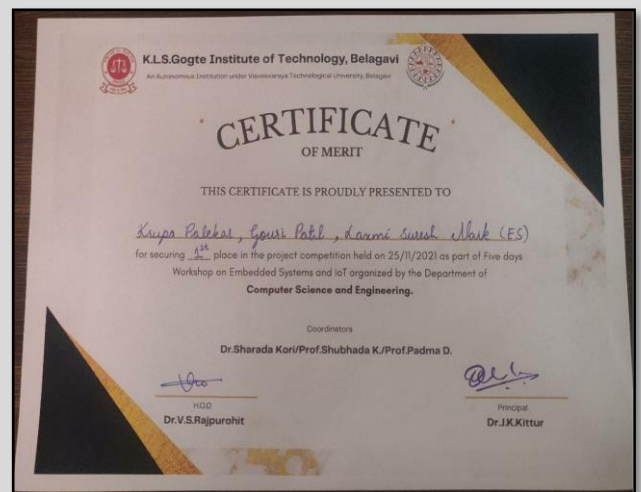 K.L.S.Gogte Institute of Technology, Belagavi
An Autonomous Institution under Visvesvaraya Technological University, Belagavi
CERTIFICATE
OF MERIT
THIS CERTIFICATE IS PROUDLY PRESENTED TO
Krupa Palekar, Gouri Patil, Laxmi Suresh (ES)
for securing 1st place in the project competition held on 25/11/2021 as part of Five days
Workshop on Embedded Systems and IoT organized by the Department of
Computer Science and Engineering.
Coordinators
Dr.Sharada Kori/Prof.Shubhada K./Prof.Padma D.
H.O.D
Dr.V.S.Rajpurohit
Principal
Dr.J.K.Kittur